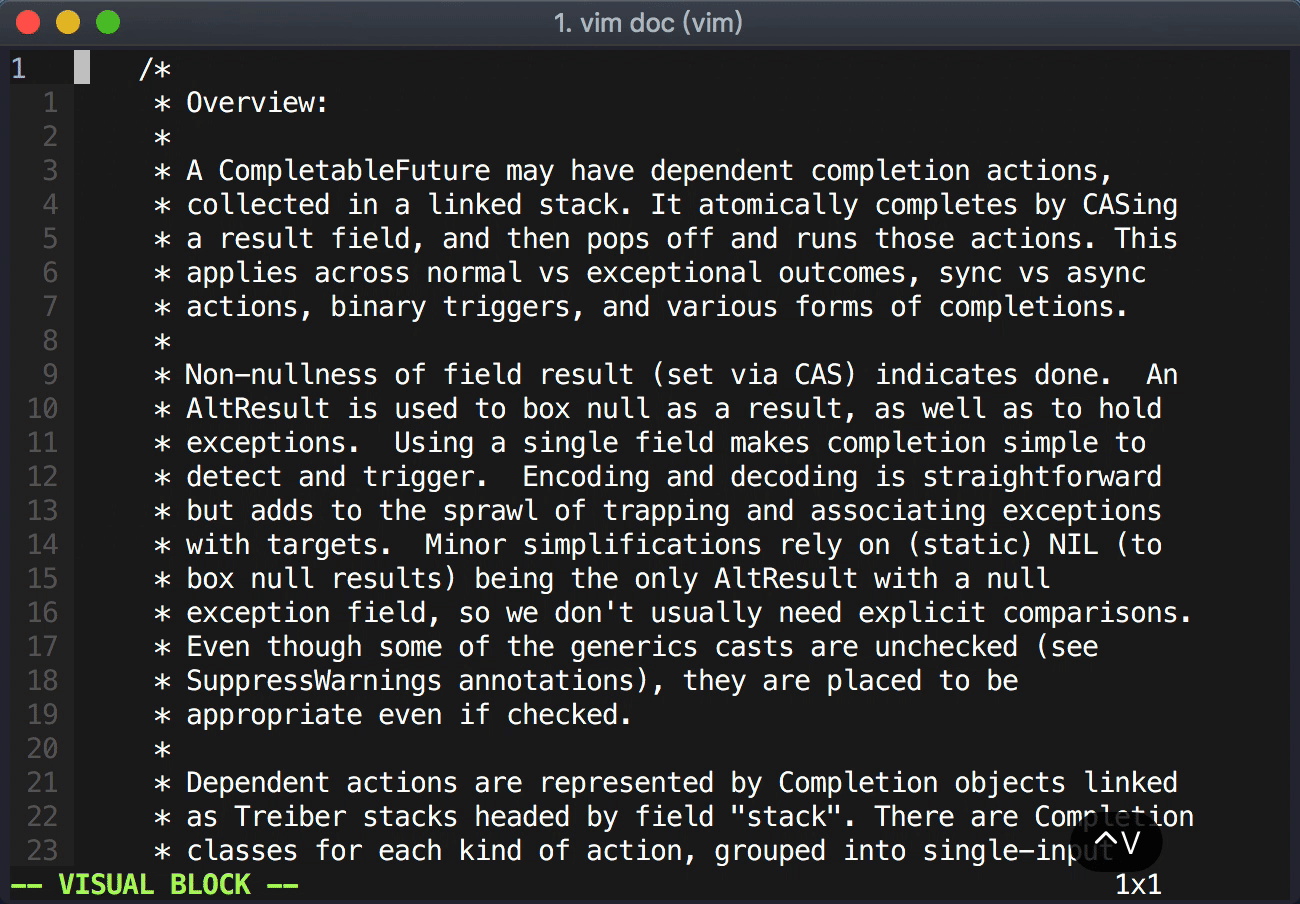 1. vim doc (vim)
1 /*
1 * Overview:
2 *
3 * A CompletableFuture may have dependent completion actions,
4 * collected in a linked stack. It atomically completes by CASing
5 * a result field, and then pops off and runs those actions. This
6 * applies across normal vs exceptional outcomes, sync vs async
7 * actions, binary triggers, and various forms of completions.
8 *
9 * Non-nullness of field result (set via CAS) indicates done.  An
10 * AltResult is used to box null as a result, as well as to hold
11 * exceptions.  Using a single field makes completion simple to
12 * detect and trigger.  Encoding and decoding is straightforward
13 * but adds to the sprawl of trapping and associating exceptions
14 * with targets.  Minor simplifications rely on (static) NIL (to
15 * box null results) being the only AltResult with a null
16 * exception field, so we don't usually need explicit comparisons.
17 * Even though some of the generics casts are unchecked (see
18 * SuppressWarnings annotations), they are placed to be
19 * appropriate even if checked.
20 *
21 * Dependent actions are represented by Completion objects linked
22 * as Treiber stacks headed by field "stack". There are Completion
23 * classes for each kind of action, grouped into single-input
^V
-- VISUAL BLOCK -- 1x1